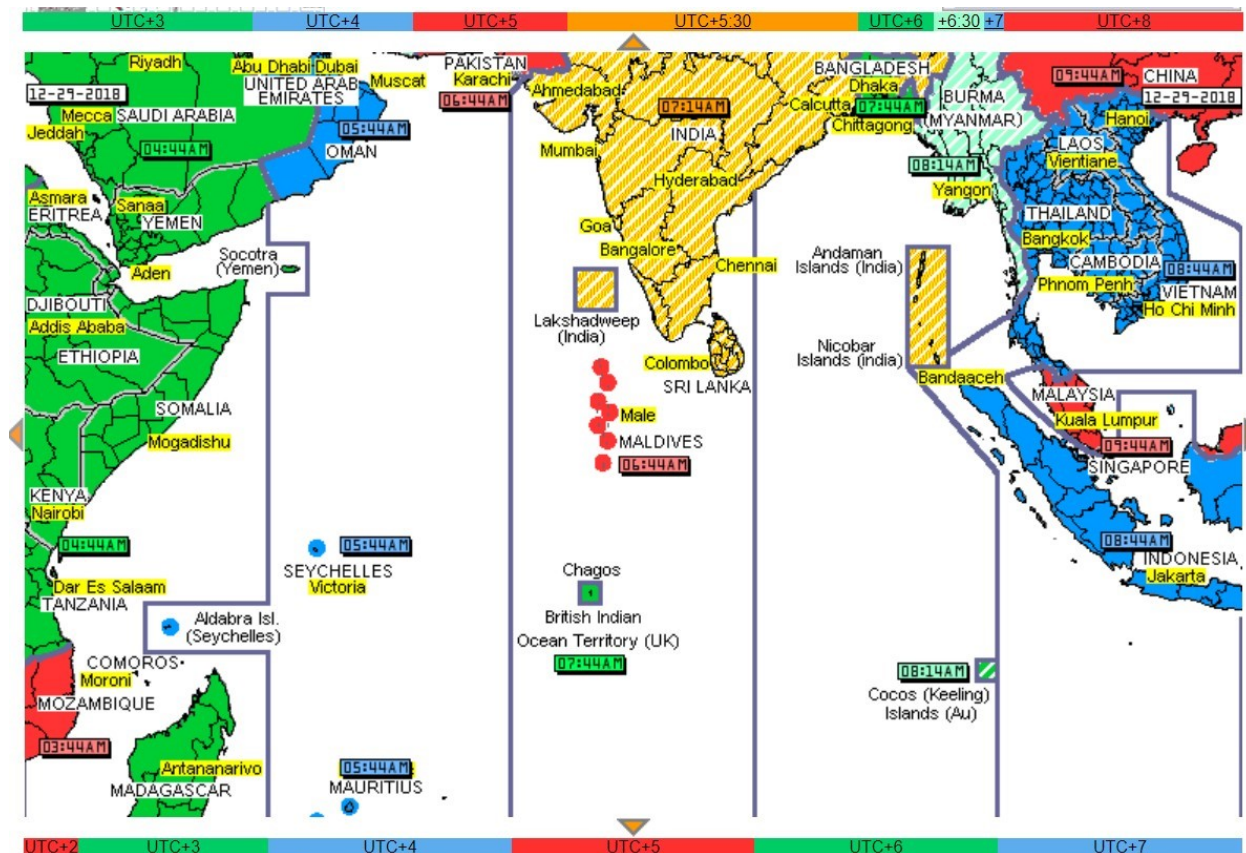 UTC+3 UTC+4 UTC+5 UTC+5:30 UTC+6 +6:30 +7 UTC+8
Riyadh
Abu Dhabi Dubai
UNITED ARAB
EMIRATES
Muscat
PAKISTAN
Karachi
06:44AM
Ahmedabad
07:14AM
INDIA
BANGLADESH
Dhaka
Calcutta
07:44AM
Chittagong
BURMA
(MYANMAR)
09:44AM
CHINA
12-29-2018
12-29-2018
Mecca
SAUDI ARABIA
Jeddah
04:44AM
05:44AM
OMAN
Mumbai
Hyderabad
08:14AM
Yangon
Hanoi
LAOS
Vientiane
Asmara
ERITREA
Sanaa
YEMEN
Goa
Bangalore
Chennai
THAILAND
Bangkok
CAMBODIA
08:44AM
Phnom Penh
VIETNAM
Ho Chi Minh
Socotra
(Yemen)
Aden
Andaman
Islands (India)
DJIBOUTI
Addis Ababa
ETHIOPIA
Lakshadweep
(India)
Colombo
SRI LANKA
Nicobar
Islands (india)
Bandaaceh
MALAYSIA
Kuala Lumpur
09:44AM
SINGAPORE
SOMALIA
Mogadishu
Male
MALDIVES
06:44AM
KENYA
Nairobi
04:44AM
05:44AM
SEYCHELLES
Victoria
08:44AM
INDONESIA
Jakarta
Dar Es Salaam
TANZANIA
Aldabra Isl.
(Seychelles)
Chagos
British Indian
Ocean Territory (UK)
07:44AM
COMOROS
Moroni
MOZAMBIQUE
03:44AM
08:14AM
Cocos (Keeling)
Islands (Au)
Antananarivo
MADAGASCAR
05:44AM
MAURITIUS
UTC+2 UTC+3 UTC+4 UTC+5 UTC+6 UTC+7